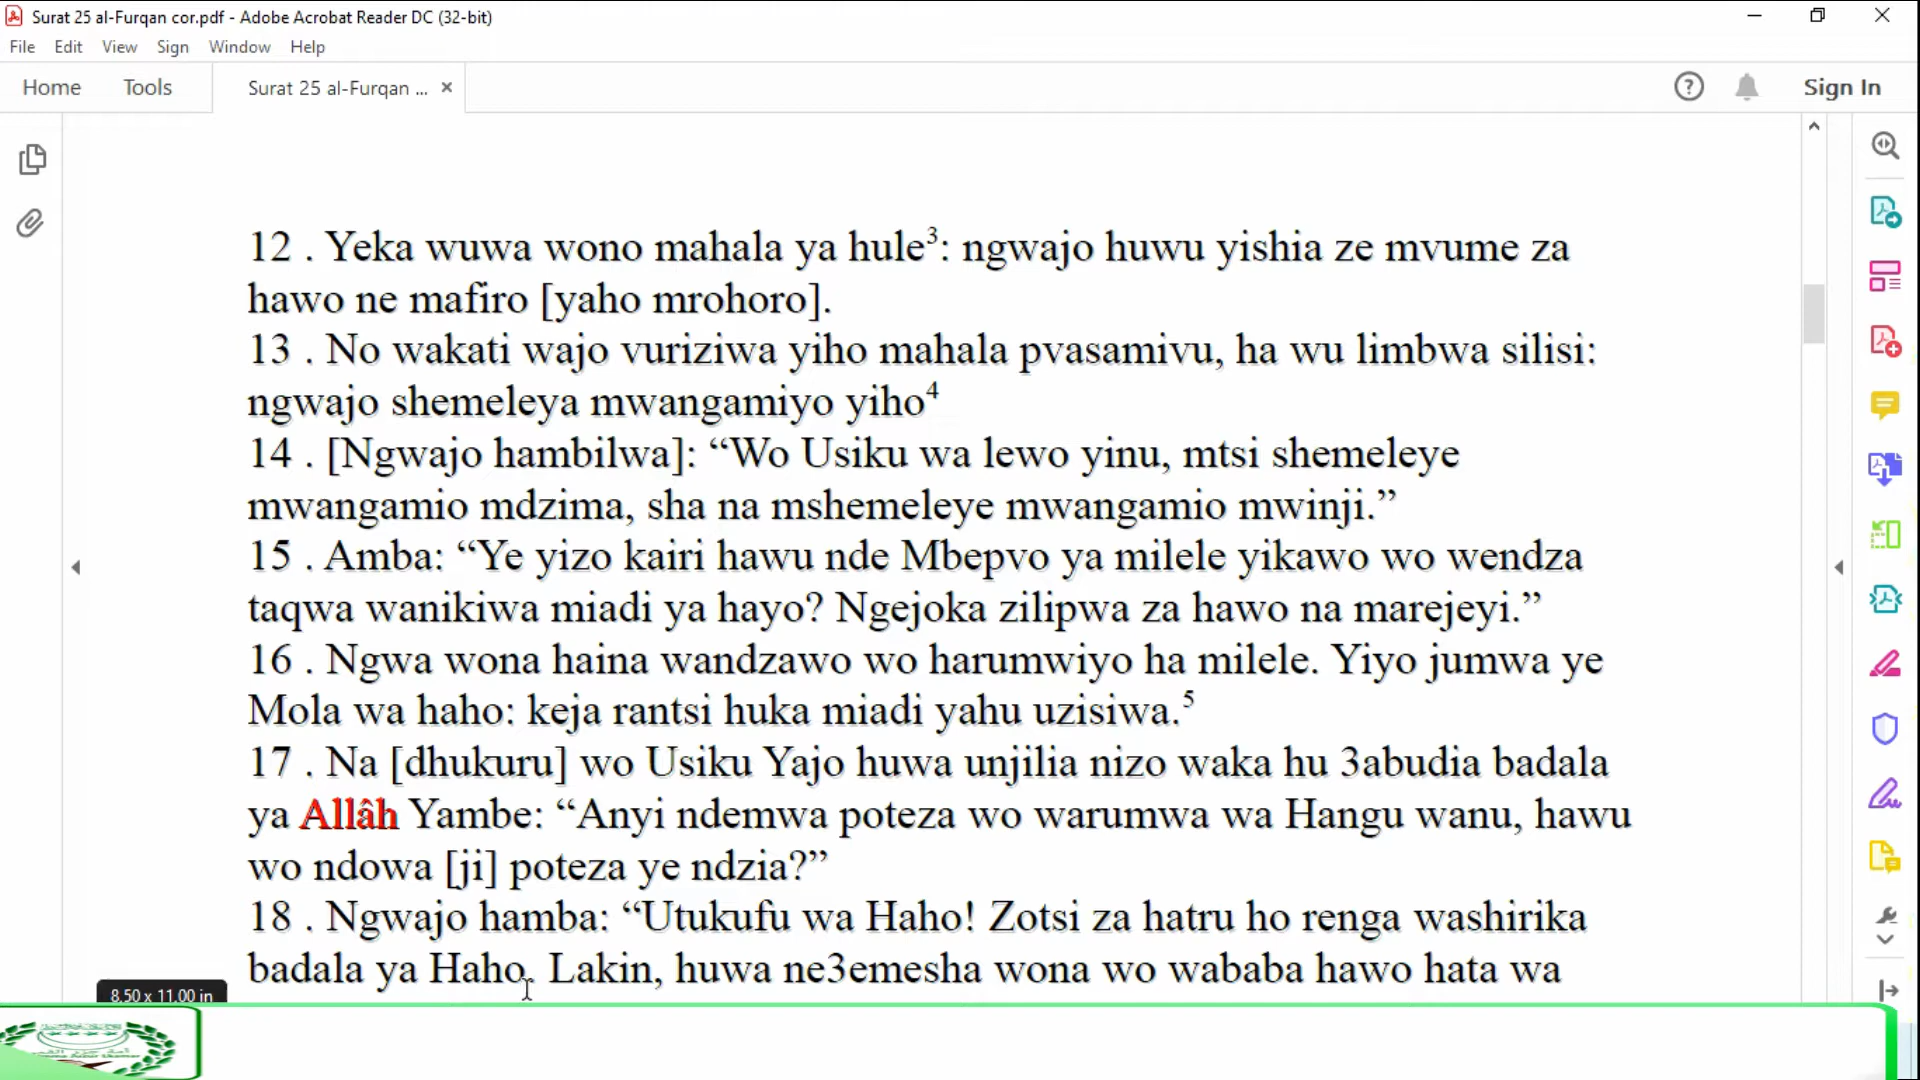 Surat 25 al-Furqan cor.pdf - Adobe Acrobat Reader DC (32-bit)
File Edit View Sign Window Help
Home Tools Surat 25 al-Furqan ... × Sign In
12 . Yeka wuwa wono mahala ya hule³: ngwajo huwu yishia ze mvume za
hawo ne mafiro [yaho mrohoro].
13 . No wakati wajo vuriziwa yiho mahala pvasamivu, ha wu limbwa silisi:
ngwajo shemeleya mwangamiyo yiho⁴
14 . [Ngwajo hambilwa]: “Wo Usiku wa lewo yinu, mtsi shemeleye
mwangamio mdzima, sha na mshemeleye mwangamio mwinji.”
15 . Amba: “Ye yizo kairi hawu nde Mbepvo ya milele yikawo wo wendza
taqwa wanikiwa miadi ya hayo? Ngejoka zilipwa za hawo na marejeyi.”
16 . Ngwa wona haina wandzawo wo harumwiyo ha milele. Yiyo jumwa ye
Mola wa haho: keja rantsi huka miadi yahu uzisiwa.⁵
17 . Na [dhukuru] wo Usiku Yajo huwa unjilia nizo waka hu 3abudia badala
ya Allâh Yambe: “Anyi ndemwa poteza wo warumwa wa Hangu wanu, hawu
wo ndowa [ji] poteza ye ndzia?”
18 . Ngwajo hamba: “Utukufu wa Haho! Zotsi za hatru ho renga washirika
badala ya Haho. Lakin, huwa ne3emesha wona wo wababa hawo hata wa
8.50 x 11.00 in